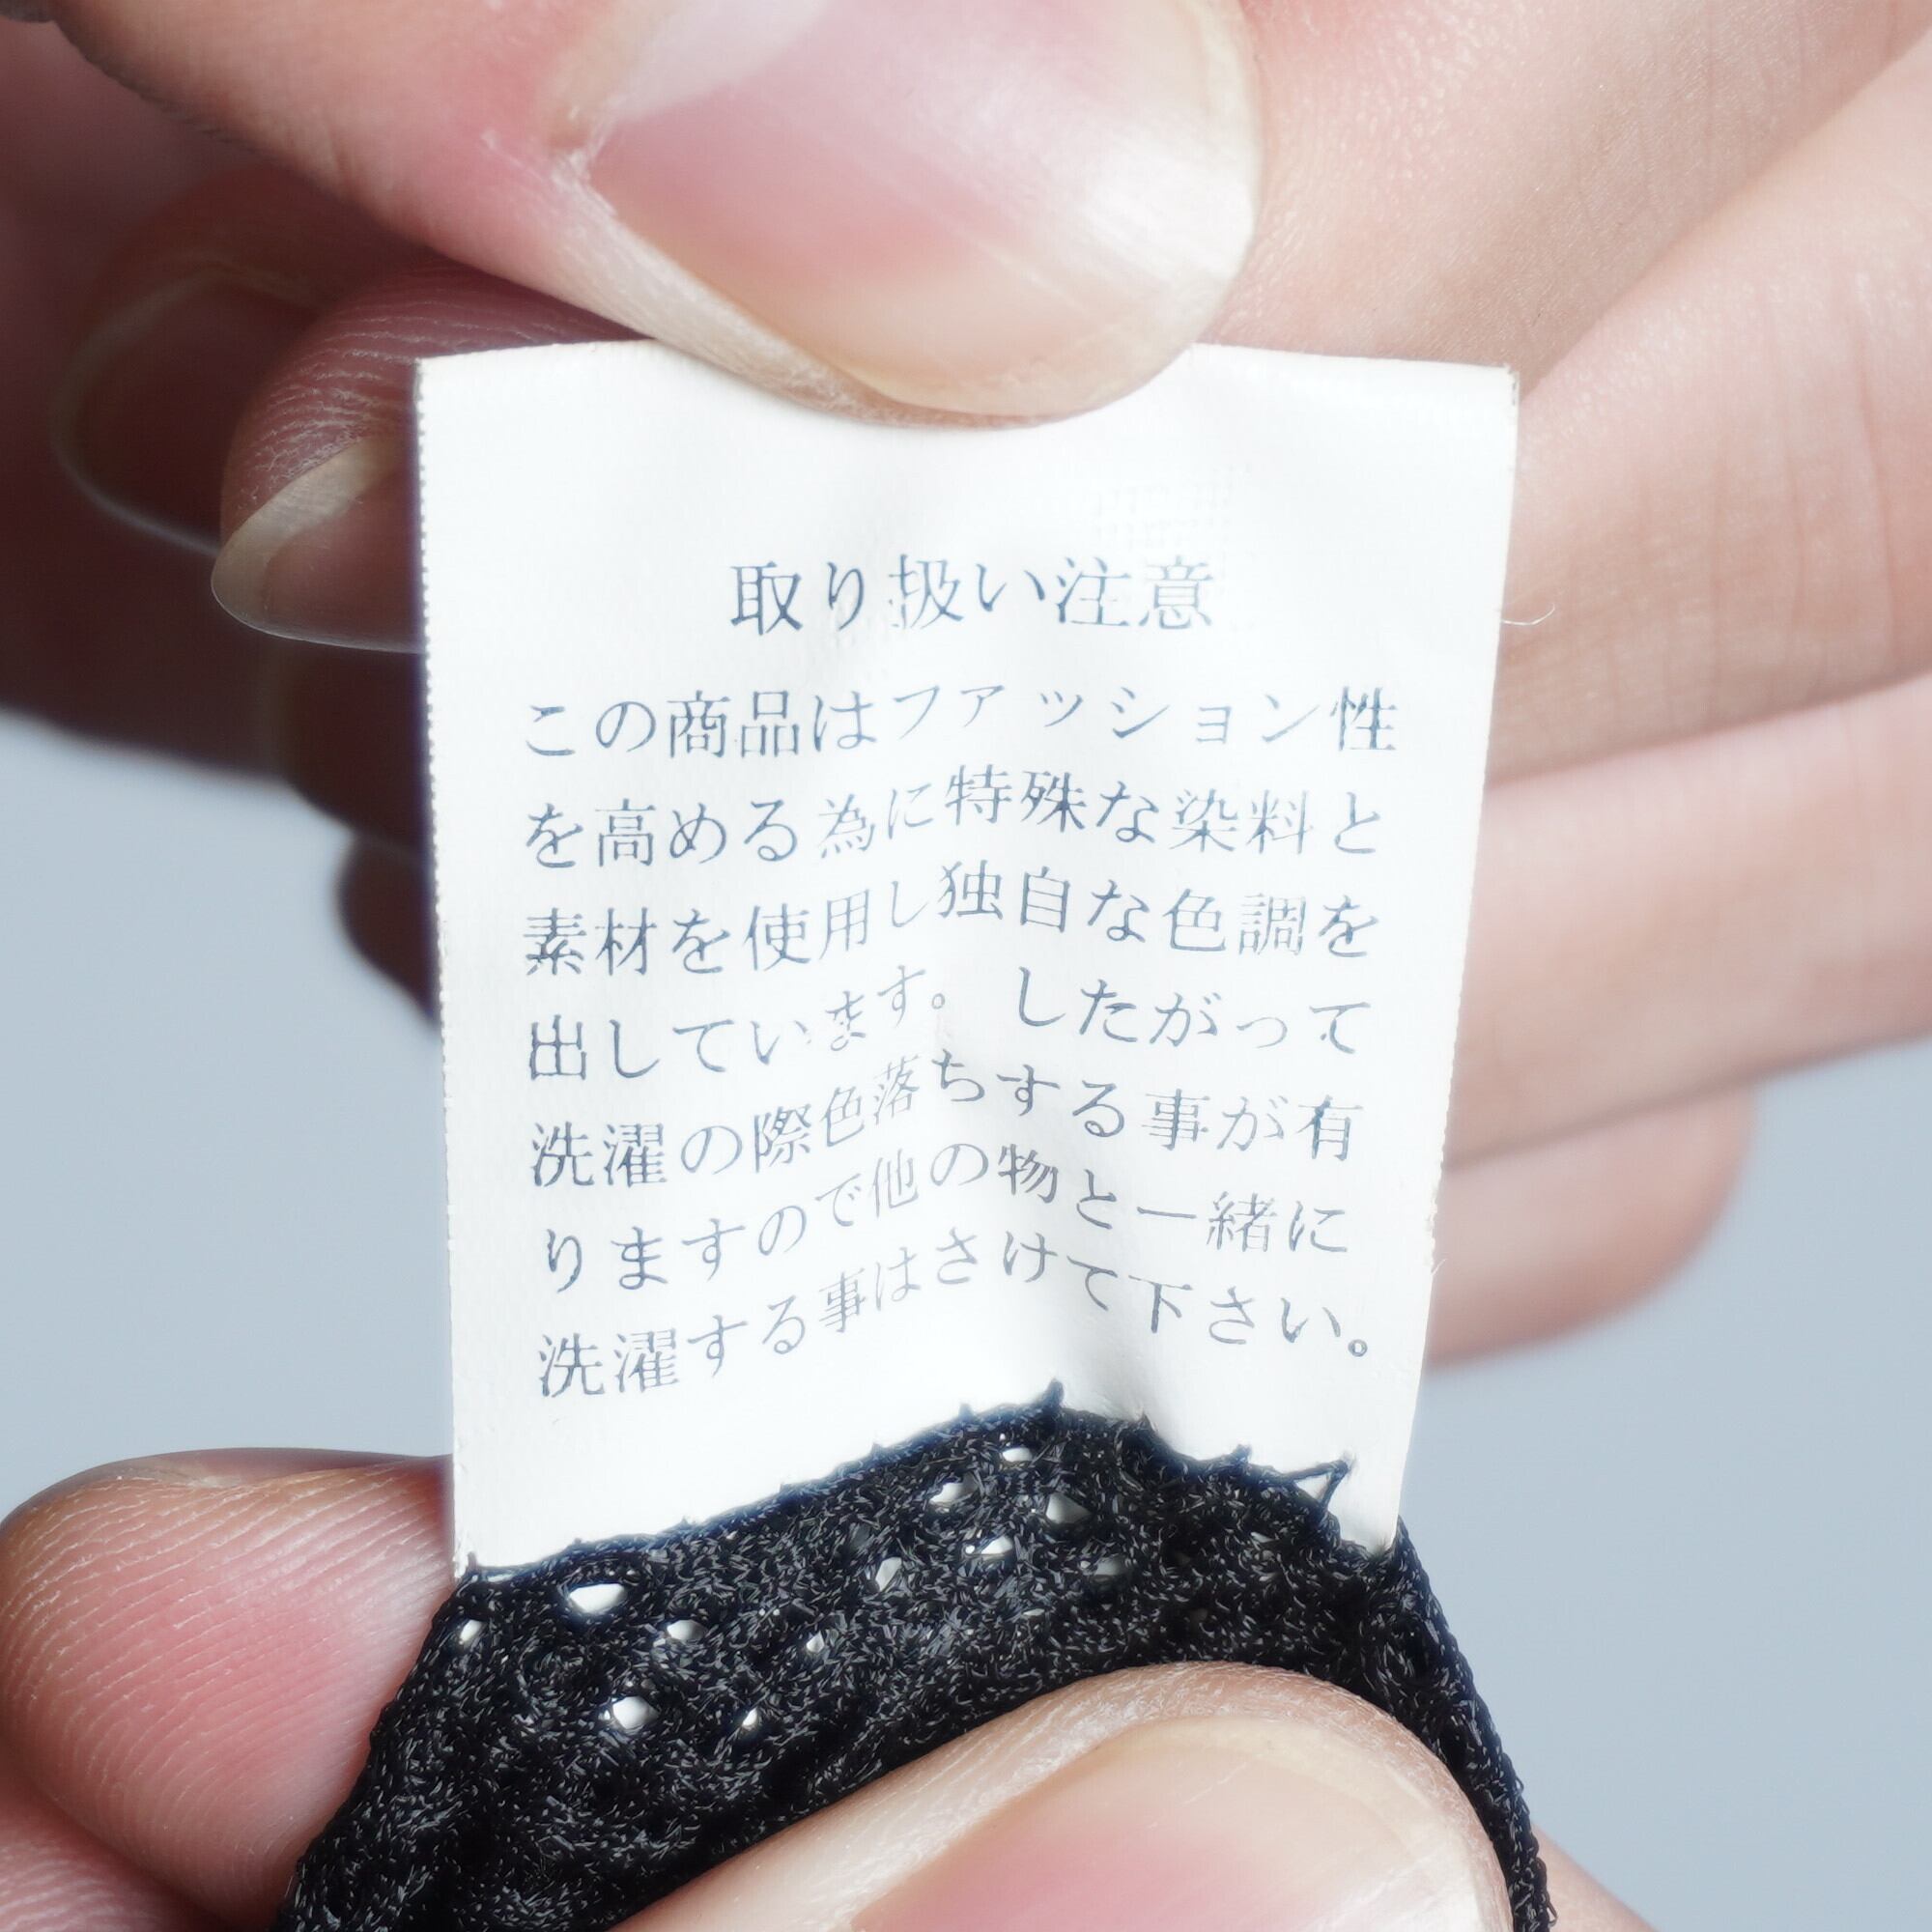 取り扱い注意
この商品はファッション性
を高める為に特殊な染料と
素材を使用し独自な色調を
出しています。したがって
洗濯の際色落ちする事が有
りますので他の物と一緒に
洗濯する事はさけて下さい。